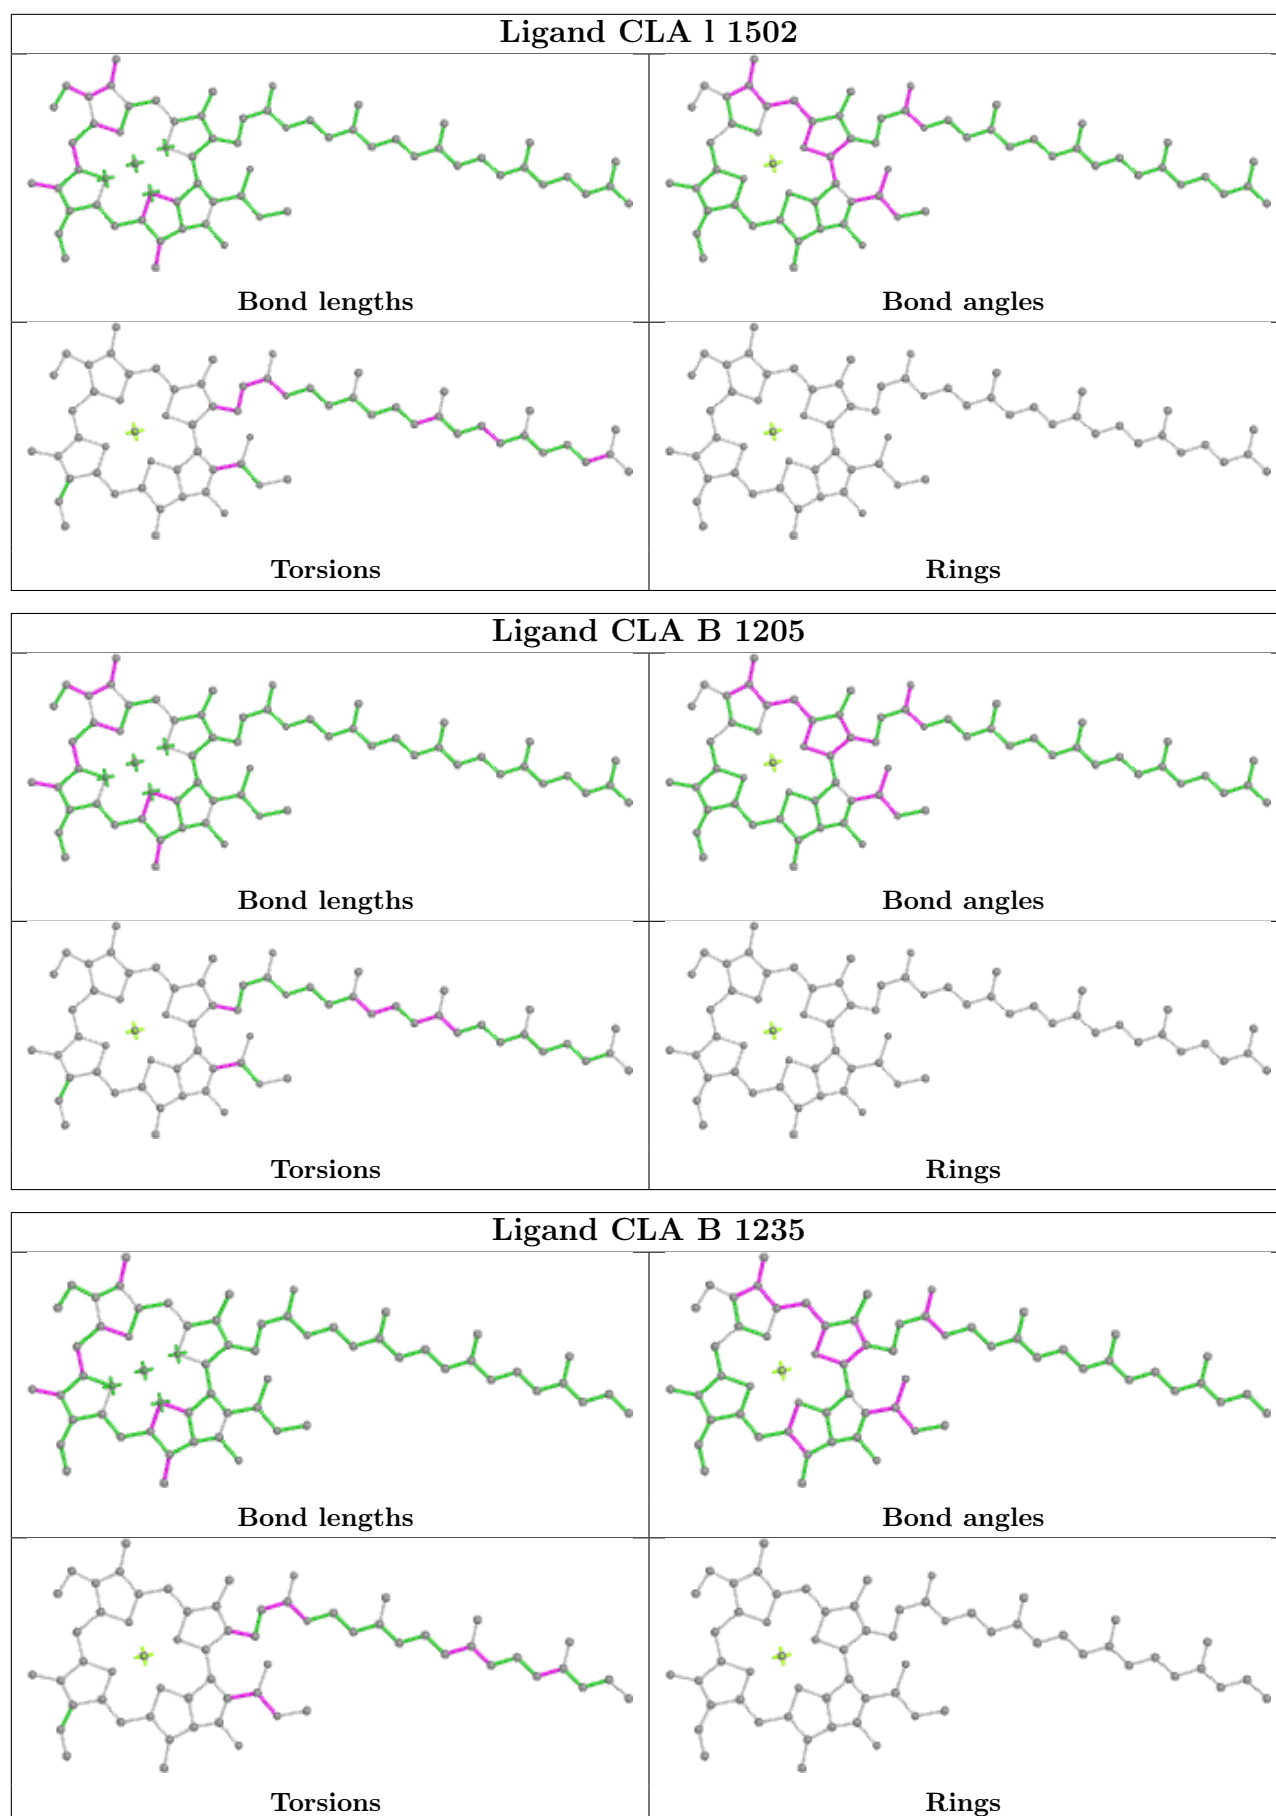 Ligand CLA l 1502
Bond lengths
Bond angles
Torsions
Rings
Ligand CLA B 1205
Bond lengths
Bond angles
Torsions
Rings
Ligand CLA B 1235
Bond lengths
Bond angles
Torsions
Rings